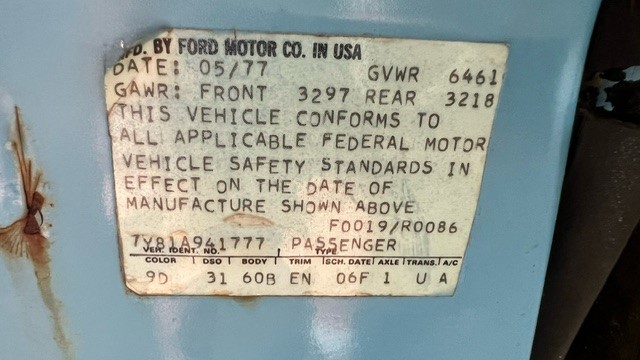 MFD. BY FORD MOTOR CO. IN USA
DATE: 05/77 GVWR 6461
GAWR: FRONT 3297 REAR 3218
THIS VEHICLE CONFORMS TO
ALL APPLICABLE FEDERAL MOTOR
VEHICLE SAFETY STANDARDS IN
EFFECT ON THE DATE OF
MANUFACTURE SHOWN ABOVE
F0019/R0086
7Y81A941777 PASSENGER
VEH. IDENT. NO. TYPE
COLOR DSO BODY TRIM SCH. DATE AXLE TRANS. A/C
9D 31 60B EN 06F 1 U A